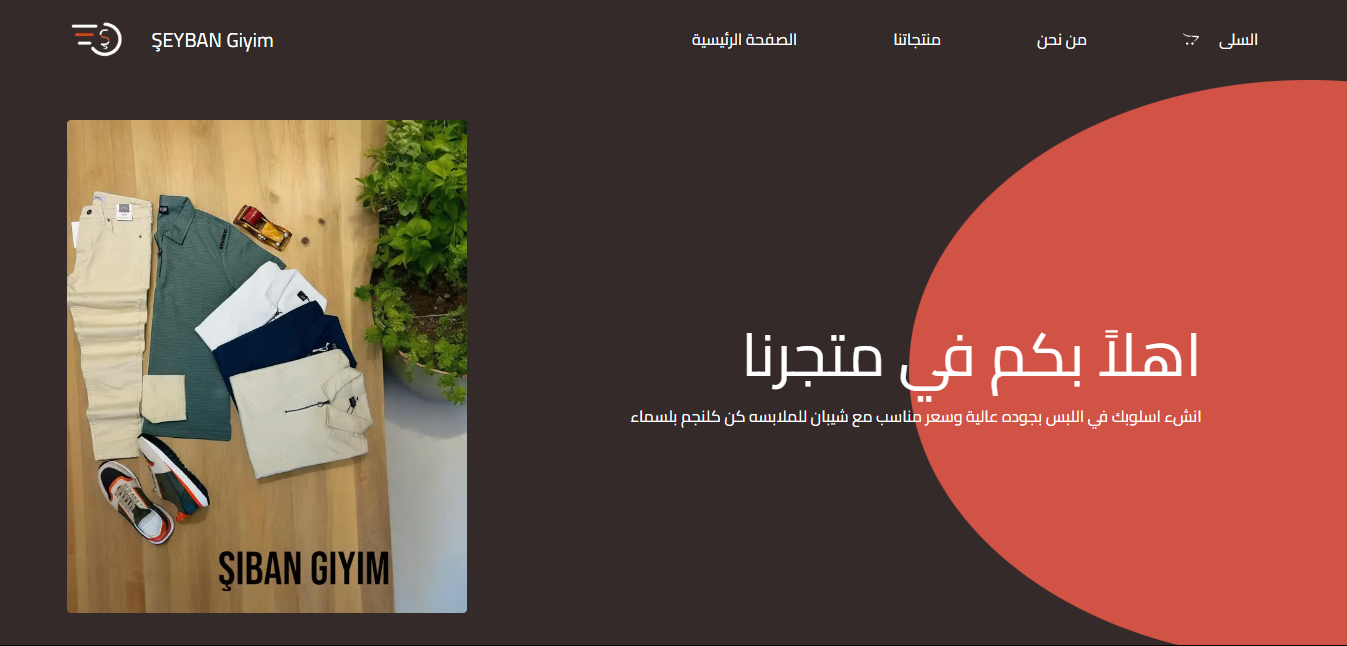 ŞEYBAN Giyim
الصفحة الرئيسية
منتجاتنا
من نحن
السلى
اهلاً بكم في متجرنا
انشء اسلوبك في اللبس بجوده عالية وسعر مناسب مع شيبان للملابسه كن كلنجم بلسماء
ŞIBAN GIYIM